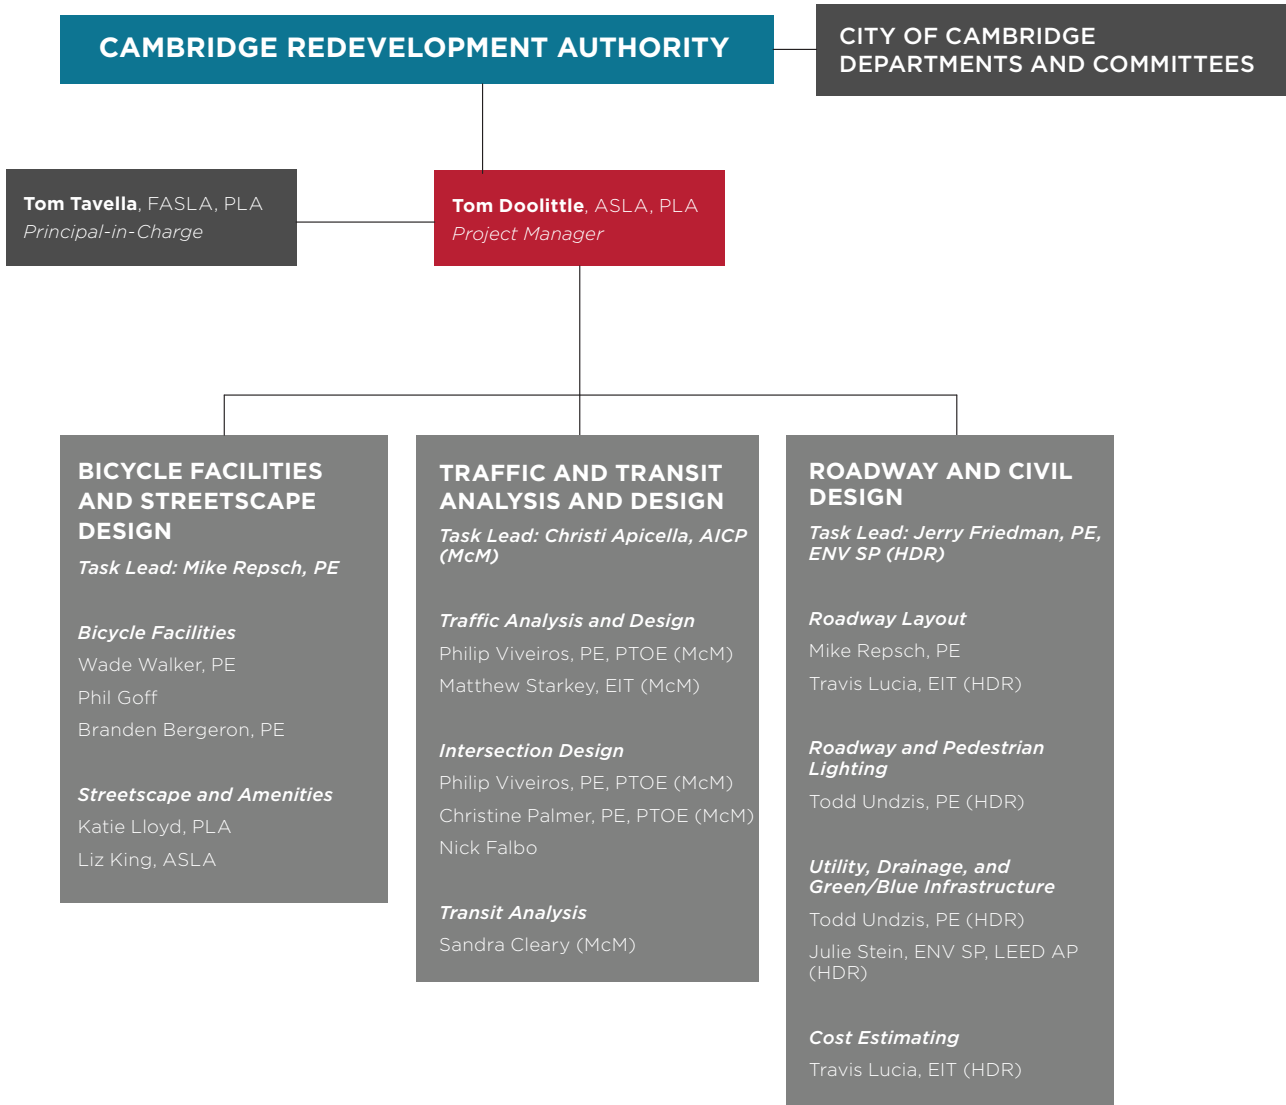 CAMBRIDGE REDEVELOPMENT AUTHORITY
CITY OF CAMBRIDGE
DEPARTMENTS AND COMMITTEES
Tom Tavella, FASLA, PLA
Principal-in-Charge
Tom Doolittle, ASLA, PLA
Project Manager
BICYCLE FACILITIES
AND STREETSCAPE
DESIGN
Task Lead: Mike Repsch, PE
Bicycle Facilities
Wade Walker, PE
Phil Goff
Branden Bergeron, PE
Streetscape and Amenities
Katie Lloyd, PLA
Liz King, ASLA
TRAFFIC AND TRANSIT
ANALYSIS AND DESIGN
Task Lead: Christi Apicella, AICP
(McM)
Traffic Analysis and Design
Philip Viveiros, PE, PTOE (McM)
Matthew Starkey, EIT (McM)
Intersection Design
Philip Viveiros, PE, PTOE (McM)
Christine Palmer, PE, PTOE (McM)
Nick Falbo
Transit Analysis
Sandra Cleary (McM)
ROADWAY AND CIVIL
DESIGN
Task Lead: Jerry Friedman, PE,
ENV SP (HDR)
Roadway Layout
Mike Repsch, PE
Travis Lucia, EIT (HDR)
Roadway and Pedestrian
Lighting
Todd Undzis, PE (HDR)
Utility, Drainage, and
Green/Blue Infrastructure
Todd Undzis, PE (HDR)
Julie Stein, ENV SP, LEED AP
(HDR)
Cost Estimating
Travis Lucia, EIT (HDR)